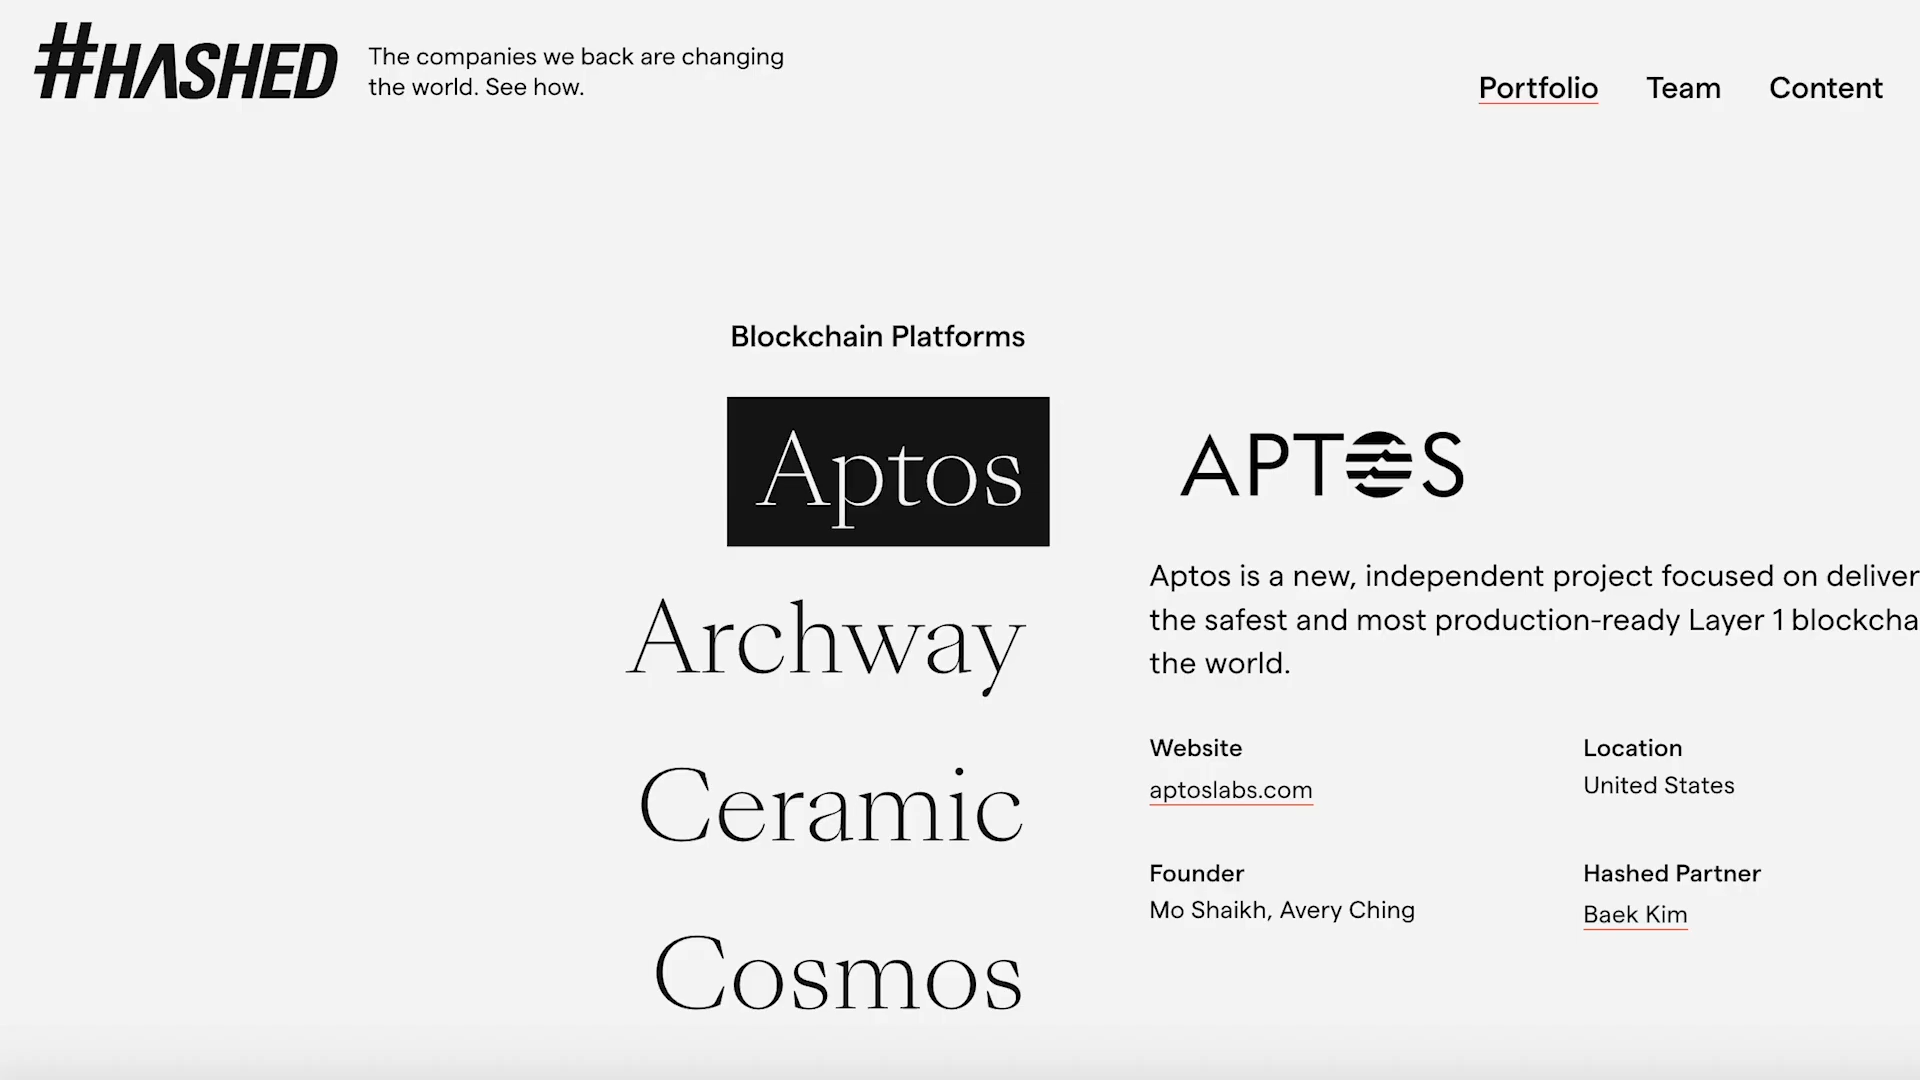 #HASHED
The companies we back are changing
the world. See how.
Portfolio
Team
Content
Blockchain Platforms
Aptos
Archway
Ceramic
Cosmos
APTOS
Aptos is a new, independent project focused on deliver
the safest and most production-ready Layer 1 blockcha
the world.
Website
aptoslabs.com
Location
United States
Founder
Mo Shaikh, Avery Ching
Hashed Partner
Baek Kim